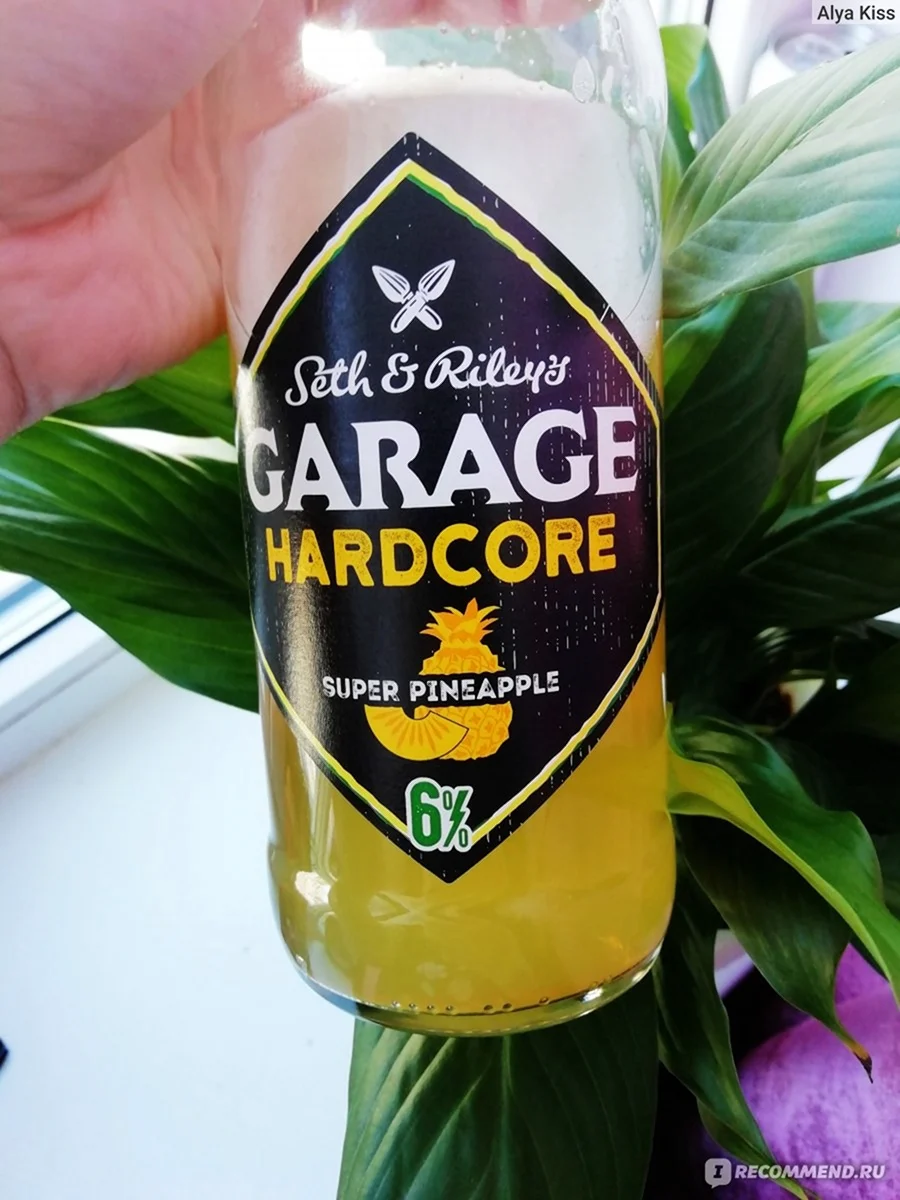 Alya Kiss
Seth & Riley's
GARAGE
HARDCORE
SUPER PINEAPPLE
6%
I RECOMMEND.RU